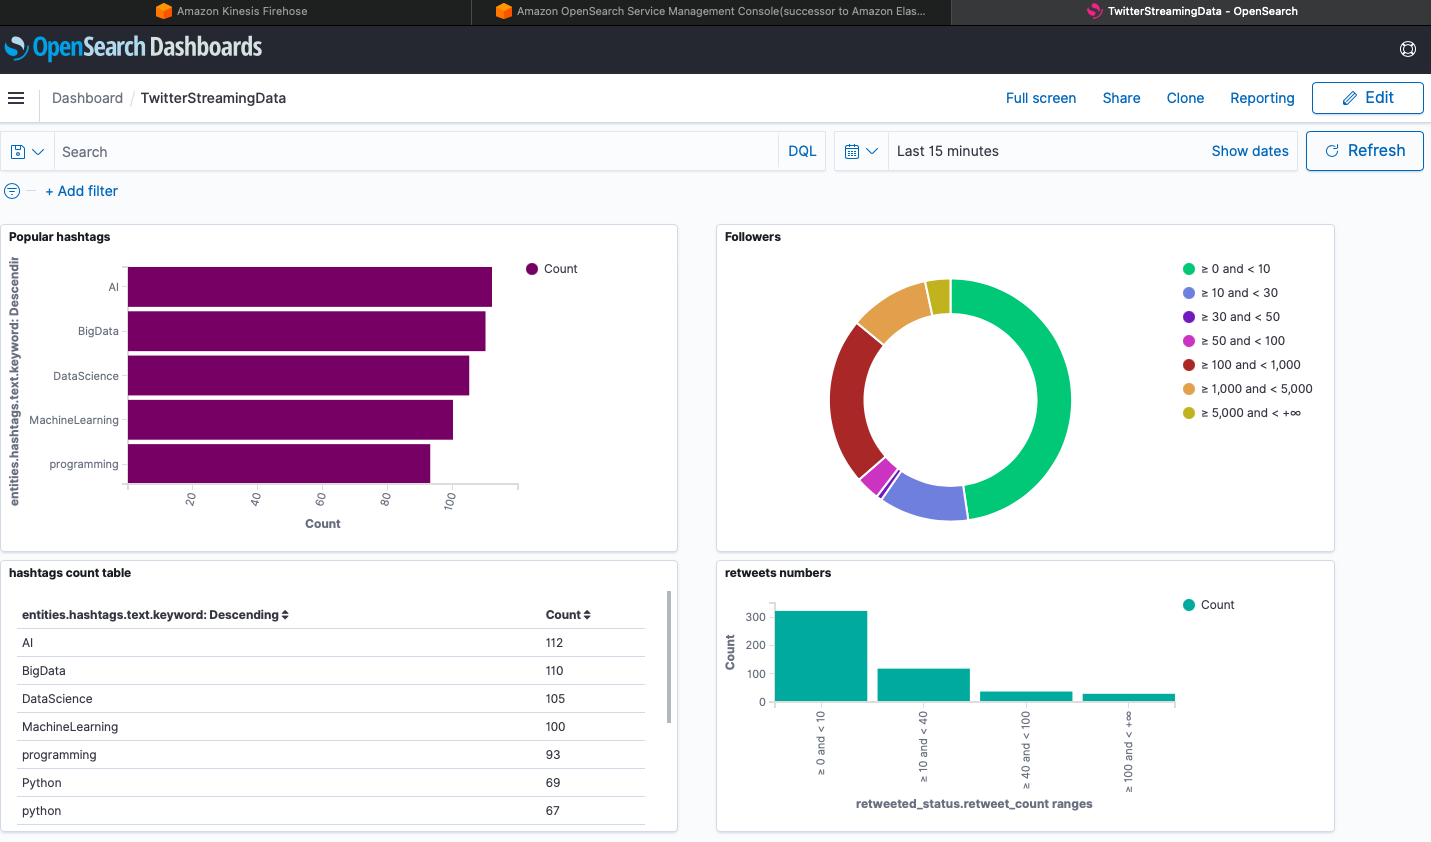 Amazon Kinesis Firehose
Amazon OpenSearch Service Management Console(successor to Amazon Elas...
TwitterStreamingData - OpenSearch
OpenSearch Dashboards
Dashboard / TwitterStreamingData
Full screen
Share
Clone
Reporting
Edit
Search
DQL
Last 15 minutes
Show dates
Refresh
+ Add filter
Popular hashtags
entities.hashtags.text.keyword: Descendir
AI
BigData
DataScience
MachineLearning
programming
20
40
60
80
100
Count
Count
Followers
≥ 0 and < 10
≥ 10 and < 30
≥ 30 and < 50
≥ 50 and < 100
≥ 100 and < 1,000
≥ 1,000 and < 5,000
≥ 5,000 and < +∞
hashtags count table
entities.hashtags.text.keyword: Descending Count
AI 112
BigData 110
DataScience 105
MachineLearning 100
programming 93
Python 69
python 67
retweets numbers
Count
300
200
100
0
≥ 0 and < 10
≥ 10 and < 40
≥ 40 and < 100
≥ 100 and < +∞
retweeted_status.retweet_count ranges
Count